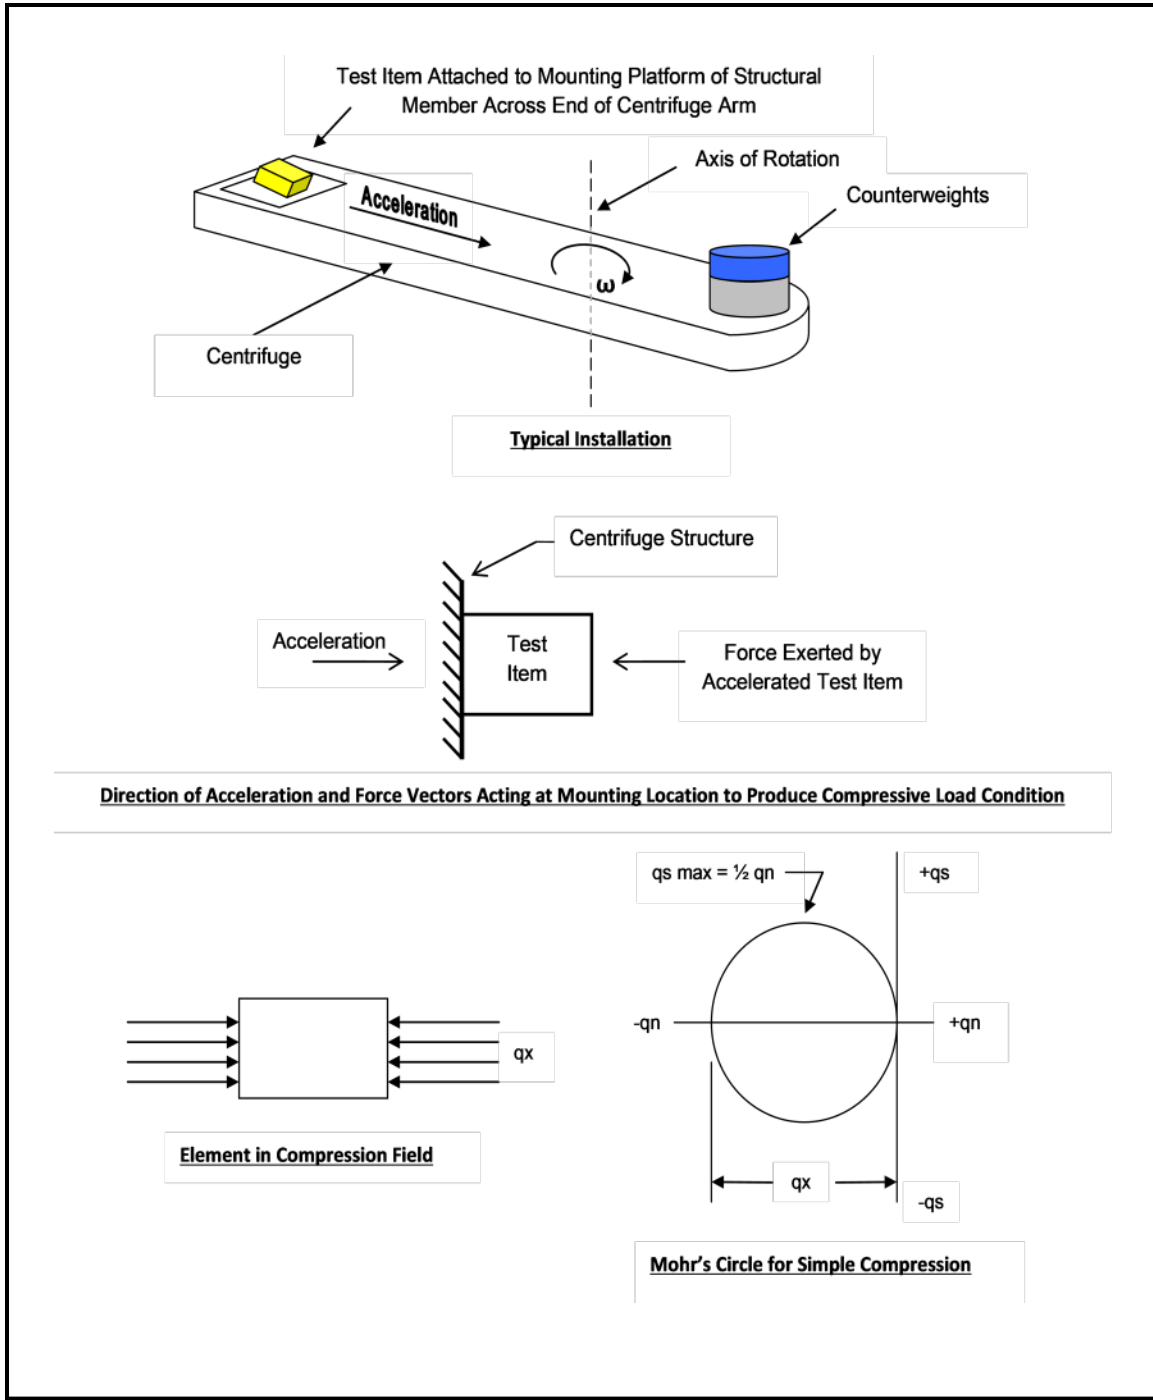 Test Item Attached to Mounting Platform of Structural
Member Across End of Centrifuge Arm
Axis of Rotation
Counterweights
Acceleration
ω
Centrifuge
Typical Installation
Centrifuge Structure
Acceleration
Test
Item
Force Exerted by
Accelerated Test Item
Direction of Acceleration and Force Vectors Acting at Mounting Location to Produce Compressive Load Condition
qs max = ½ qn
+qs
-qn
+qn
qx
Element in Compression Field
qx
-qs
Mohr's Circle for Simple Compression